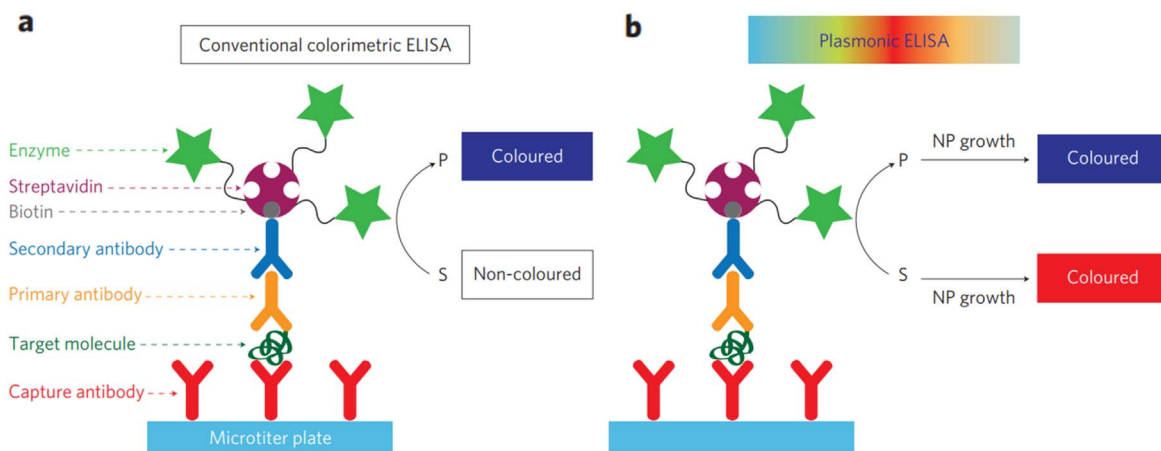 a
Conventional colorimetric ELISA
Enzyme
Streptavidin
Biotin
Secondary antibody
Primary antibody
Target molecule
Capture antibody
P
Coloured
S
Non-coloured
Microtiter plate
b
Plasmonic ELISA
P
NP growth
Coloured
S
NP growth
Coloured